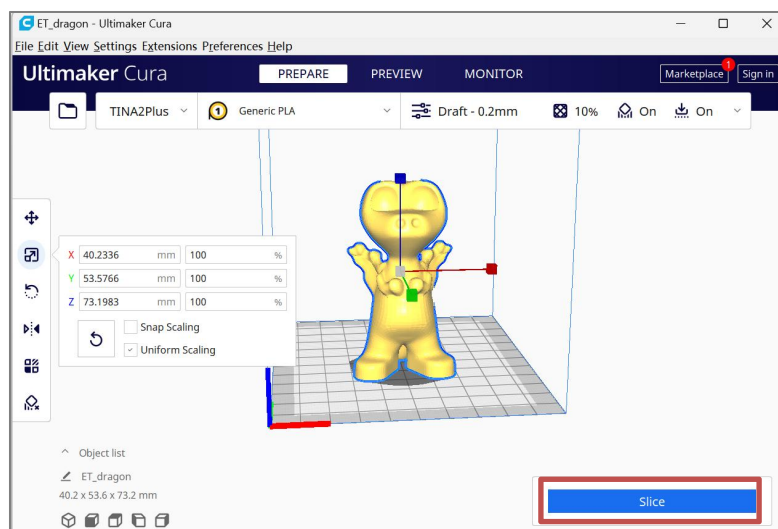 ET_dragon - Ultimaker Cura
File Edit View Settings Extensions Preferences Help
Ultimaker Cura PREPARE PREVIEW MONITOR Marketplace 1 Sign in
TINA2Plus 1 Generic PLA Draft - 0.2mm 10% On On
X 40.2336 mm 100 %
Y 53.5766 mm 100 %
Z 73.1983 mm 100 %
Snap Scaling
Uniform Scaling
Object list
ET_dragon
40.2 x 53.6 x 73.2 mm
Slice